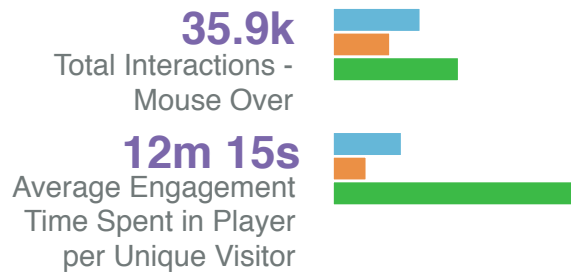 35.9k
Total Interactions -
Mouse Over
12m 15s
Average Engagement
Time Spent in Player
per Unique Visitor